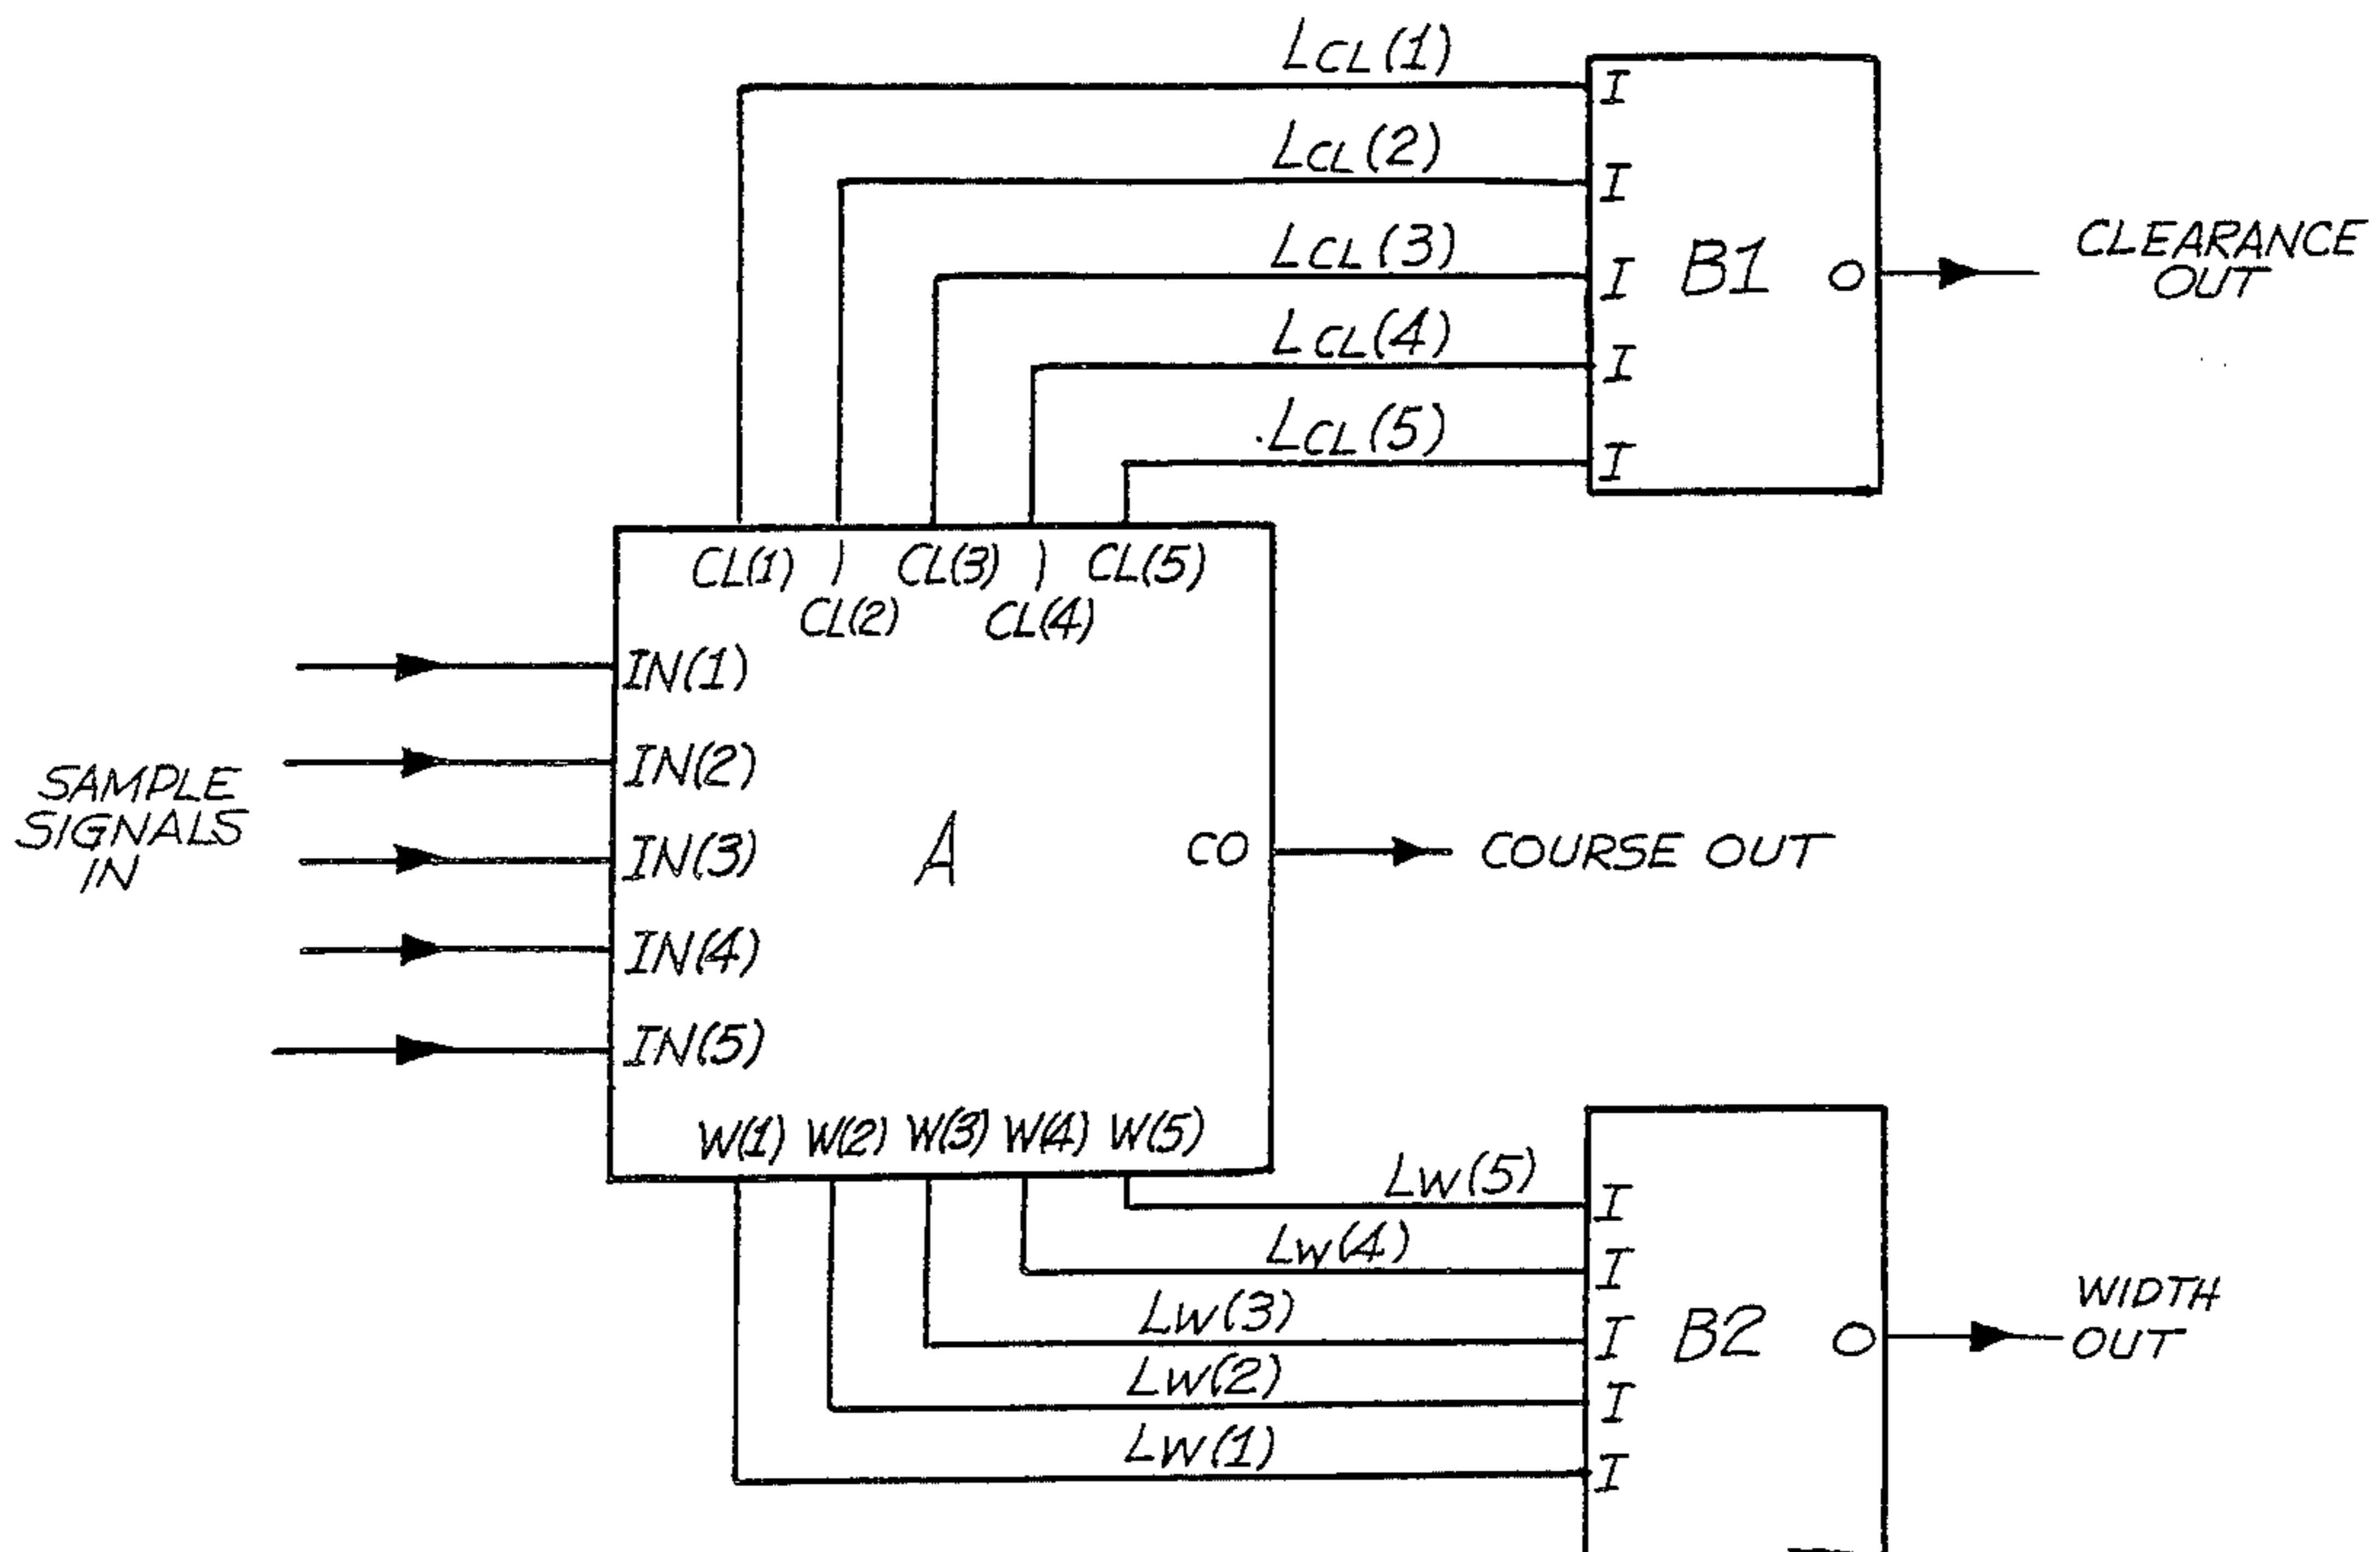 LCL(1)
I
LCL(2)
I
LCL(3)
I
B1
O
CLEARANCE
OUT
LCL(4)
I
LCL(5)
I
CL(1)
CL(2)
CL(3)
CL(4)
CL(5)
SAMPLE
SIGNALS
IN
IN(1)
IN(2)
IN(3)
IN(4)
IN(5)
A
CO
COURSE OUT
W(1) W(2) W(3) W(4) W(5)
LW(5)
I
LW(4)
I
LW(3)
I
LW(2)
I
LW(1)
I
B2
O
WIDTH
OUT